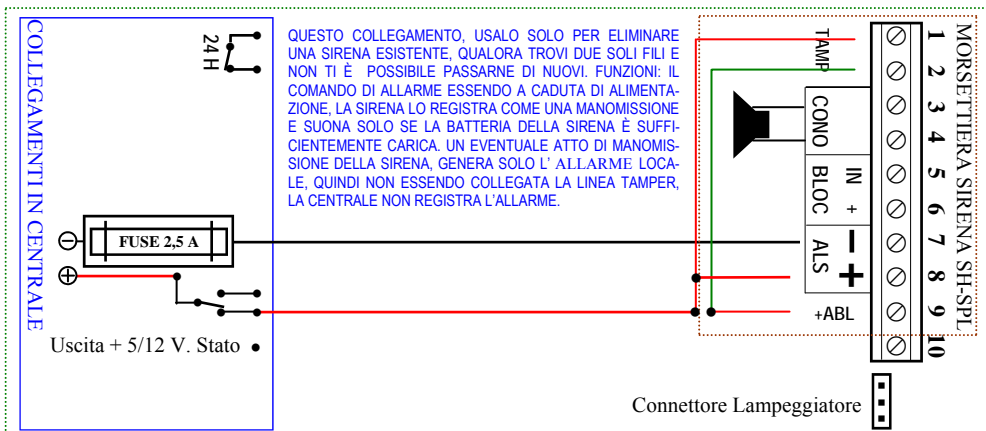 COLLEGAMENTI IN CENTRALE
24 H
QUESTO COLLEGAMENTO, USALO SOLO PER ELIMINARE
UNA SIRENA ESISTENTE, QUALORA TROVI DUE SOLI FILI E
NON TI È POSSIBILE PASSARNE DI NUOVI. FUNZIONI: IL
COMANDO DI ALLARME ESSENDO A CADUTA DI ALIMENTA-
ZIONE, LA SIRENA LO REGISTRA COME UNA MANOMISSIONE
E SUONA SOLO SE LA BATTERIA DELLA SIRENA È SUFFI-
CIENTEMENTE CARICA. UN EVENTUALE ATTO DI MANOMIS-
SIONE DELLA SIRENA, GENERA SOLO L' ALLARME LOCA-
LE, QUINDI NON ESSENDO COLLEGATA LA LINEA TAMPER,
LA CENTRALE NON REGISTRA L'ALLARME.
FUSE 2,5 A
Uscita + 5/12 V. Stato
TAMP
CONO
BLOC
IN +
ALS
− +
+ABL
1
2
3
4
5
6
7
8
9
10
MORSETTIERA SIRENA SH-SPL
Connettore Lampeggiatore